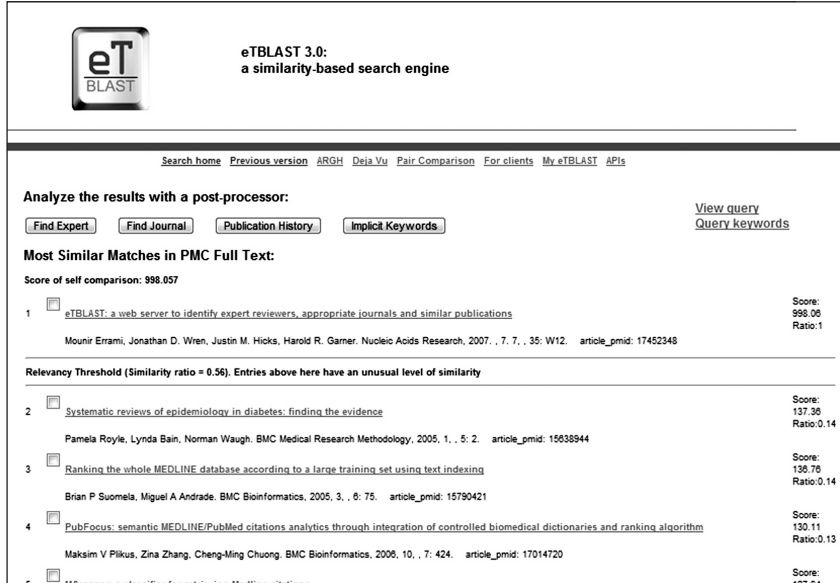 eT
BLAST
eTBLAST 3.0:
a similarity-based search engine
Search home Previous version ARGH Deja Vu Pair Comparison For clients My eTBLAST APIs
Analyze the results with a post-processor:
View query
Query keywords
Find Expert Find Journal Publication History Implicit Keywords
Most Similar Matches in PMC Full Text:
Score of self comparison: 998.057
1 eTBLAST: a web server to identify expert reviewers, appropriate journals and similar publications
Score:
998.06
Ratio:1
Mounir Errami, Jonathan D. Wren, Justin M. Hicks, Harold R. Garner. Nucleic Acids Research, 2007. , 7. 7, , 35: W12. article_pmid: 17452348
Relevancy Threshold (Similarity ratio = 0.56). Entries above here have an unusual level of similarity
2 Systematic reviews of epidemiology in diabetes: finding the evidence
Score:
137.36
Ratio:0.14
Pamela Royle, Lynda Bain, Norman Waugh. BMC Medical Research Methodology, 2005, 1, , 5: 2. article_pmid: 15638944
3 Ranking the whole MEDLINE database according to a large training set using text indexing
Score:
136.76
Ratio:0.14
Brian P Suomela, Miguel A Andrade. BMC Bioinformatics, 2005, 3, , 6: 75. article_pmid: 15790421
4 PubFocus: semantic MEDLINE/PubMed citations analytics through integration of controlled biomedical dictionaries and ranking algorithm
Score:
130.11
Ratio:0.13
Maksim V Plikus, Zina Zhang, Cheng-Ming Chuong. BMC Bioinformatics, 2006, 10, , 7: 424. article_pmid: 17014720
Score: